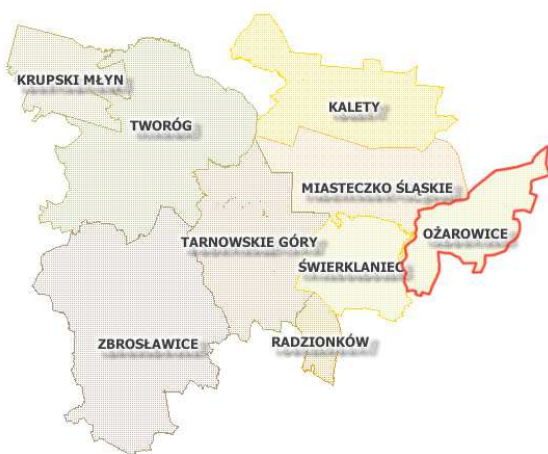 KRUPSKI MŁYN
KALETY
TWORÓG
MIASTECZKO ŚLĄSKIE
OŻAROWICE
TARNOWSKIE GÓRY
ŚWIERKLANIEC
ZBROSŁAWICE
RADZIONKÓW